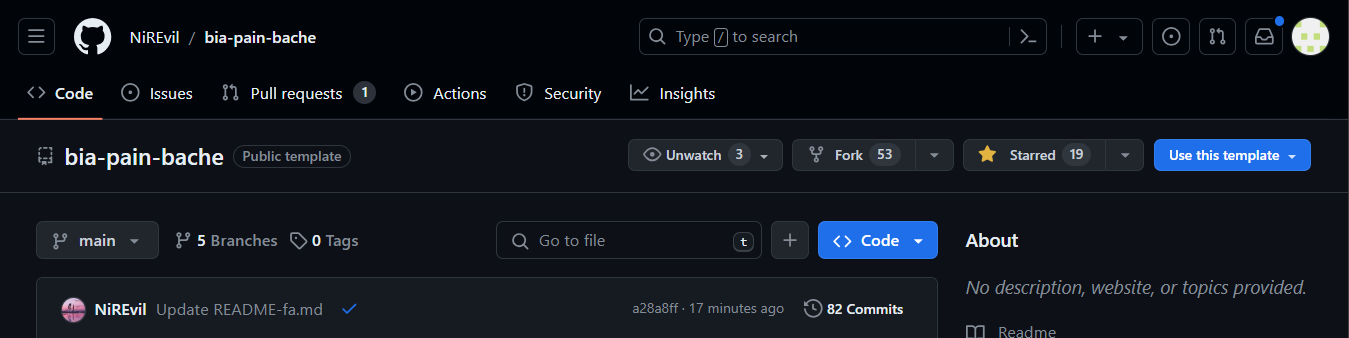 NiREvil / bia-pain-bache Type / to search
Code Issues Pull requests 1 Actions Security Insights
bia-pain-bache Public template Unwatch 3 Fork 53 Starred 19 Use this template
main 5 Branches 0 Tags Go to file t Code About
No description, website, or topics provided.
NiREvil Update README-fa.md a28a8ff · 17 minutes ago 82 Commits
Readme